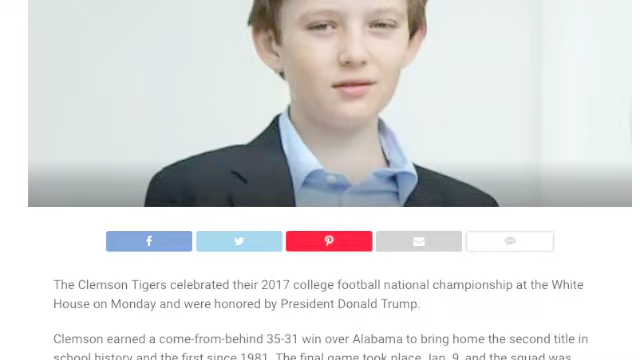 The Clemson Tigers celebrated their 2017 college football national championship at the White
House on Monday and were honored by President Donald Trump.
Clemson earned a come-from-behind 35-31 win over Alabama to bring home the second title in
school history and the first since 1981. The final game took place Jan. 9, and the squad was